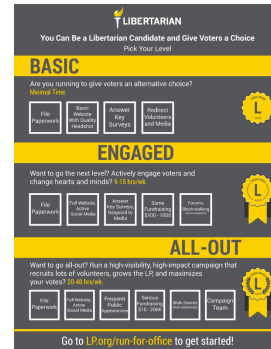 LIBERTARIAN
You Can be a Libertarian Candidate and Give Voters a Choice
Pick Your Level
BASIC
Are you running to give voters an alternative choice?
Minimal Time.
File
Paperwork
Basic
Website
With Quality
Headshot
Answer
Key
Surveys
Redirect
Volunteers
and Media
L
ENGAGED
Want to go the next level? Actively engage voters and
change hearts and minds? 5-15 hrs/wk.
File
Paperwork
Full Website,
Active
Social Media
Answer
Key Surveys,
Respond to
Media
Some
Fundraising
$100 - 1000
Forums,
Block-walking
L
ALL-OUT
Want to go all-out? Run a high-visibility, high-impact campaign that
recruits lots of volunteers, grows the LP, and maximizes
your votes? 20-40 hrs/wk.
File
Paperwork
Full Website,
Active
Social Media
Frequent
Public
Appearances
Serious
Fundraising
$10 - 200K
Walk District
Campaign
Team
L
Go to LP.org/run-for-office to get started!